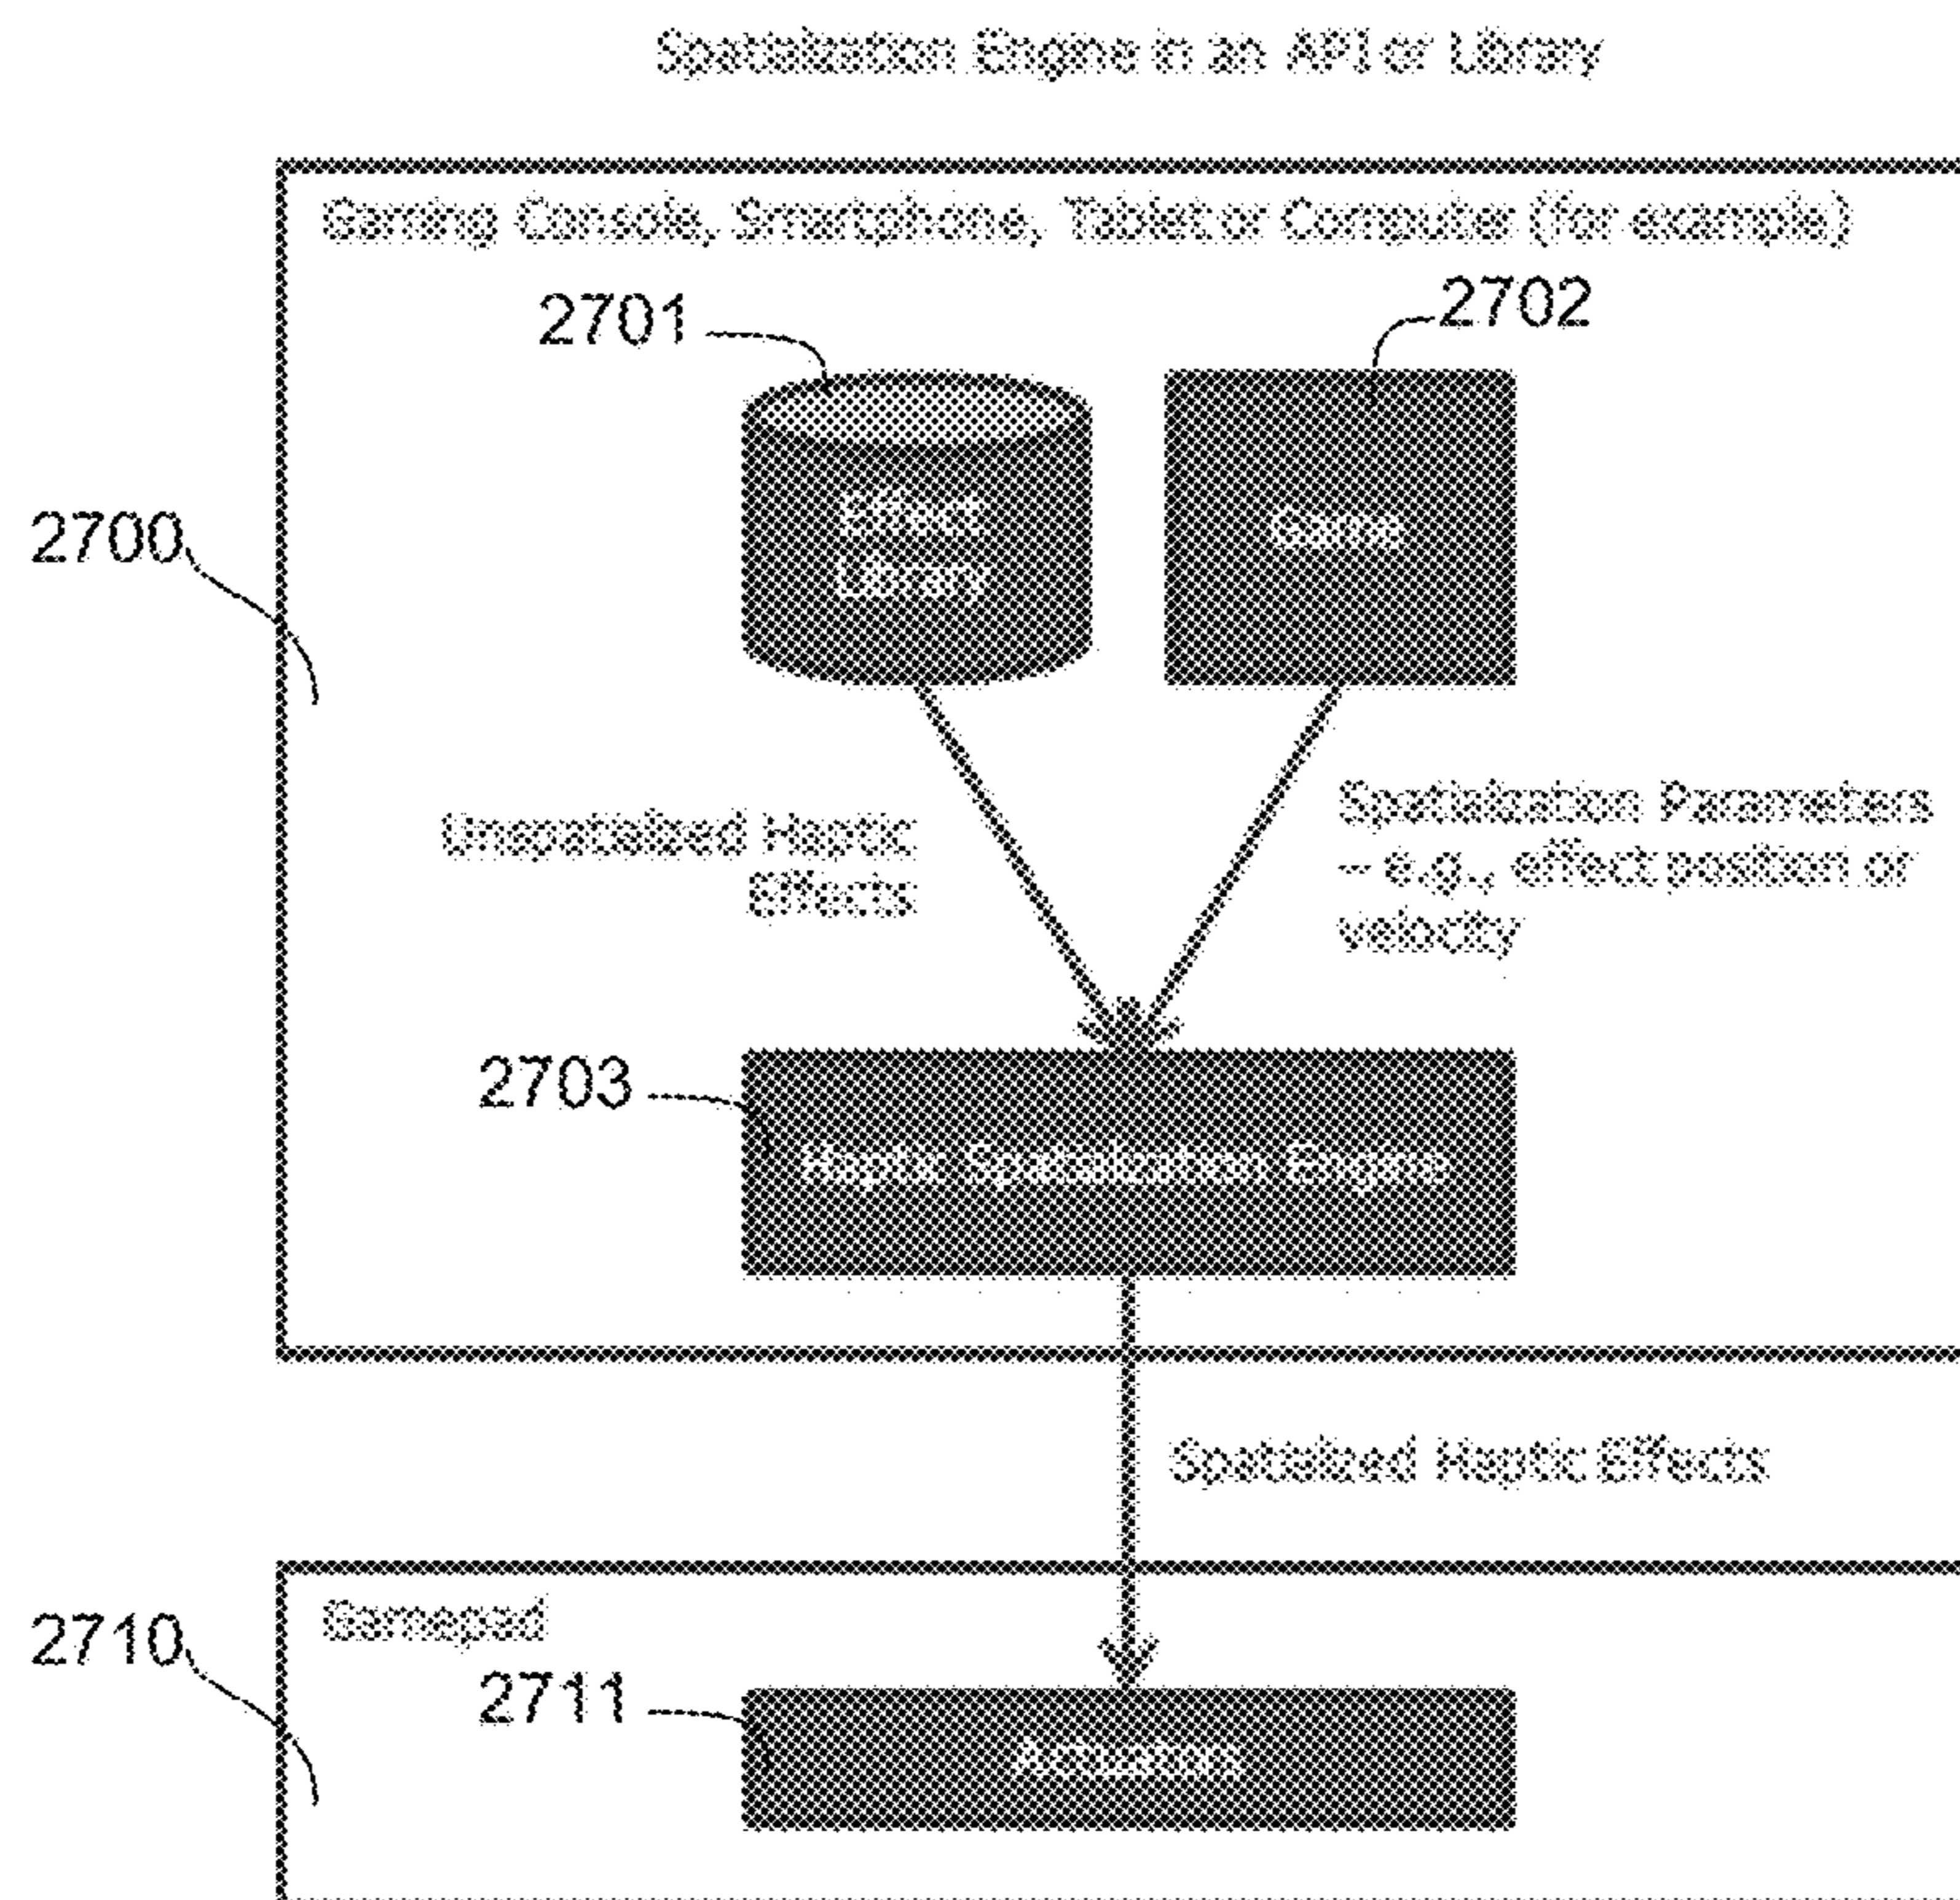 Spatialization Engine in an API or Library
Gaming Console, Smartphone, Tablet or Computer (for example)
2701
2702
Effect
Library
Game
2700
Unspatialized Haptic
Effects
Spatialization Parameters
– e.g., effect position or
velocity
2703
Haptic Spatialization Engine
Spatialized Haptic Effects
2710
Gamepad
2711
Actuators